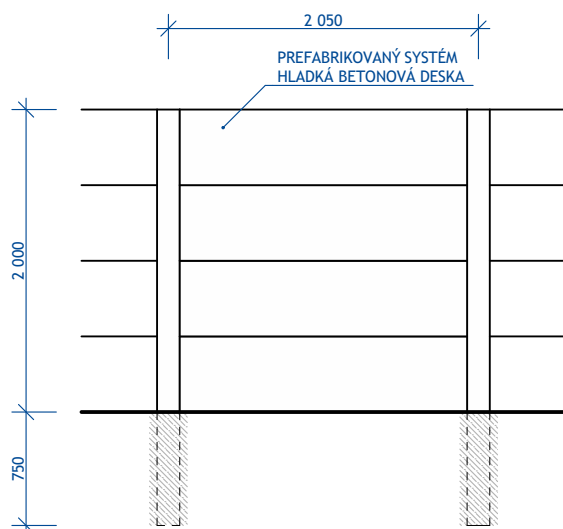 2 050
PREFABRIKOVANÝ SYSTÉM
HLADKÁ BETONOVÁ DESKA
2 000
750